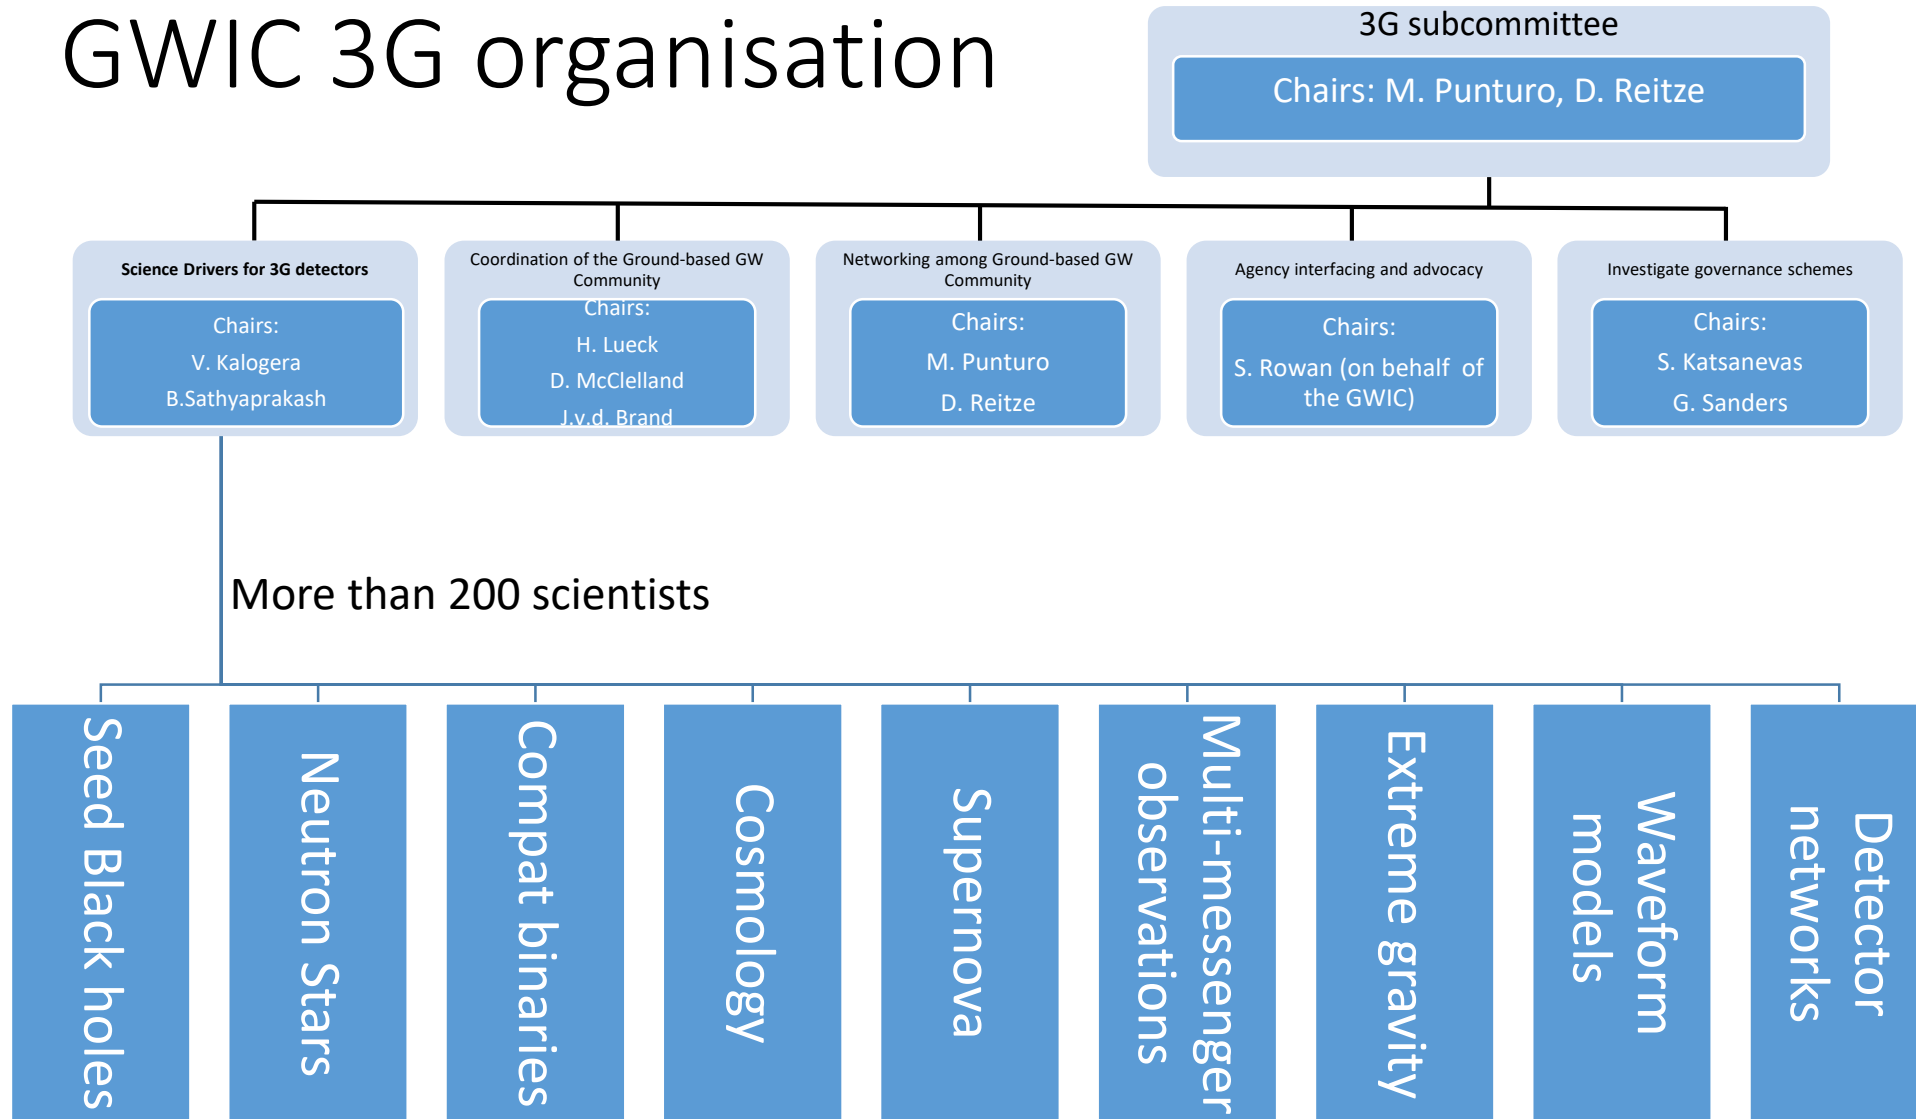 GWIC 3G organisation
3G subcommittee
Chairs: M. Punturo, D. Reitze
Science Drivers for 3G detectors
Chairs:
V. Kalogera
B.Sathyaprakash
Coordination of the Ground-based GW
Community
Chairs:
H. Lueck
D. McClelland
J.v.d. Brand
Networking among Ground-based GW
Community
Chairs:
M. Punturo
D. Reitze
Agency interfacing and advocacy
Chairs:
S. Rowan (on behalf of
the GWIC)
Investigate governance schemes
Chairs:
S. Katsanevas
G. Sanders
More than 200 scientists
Seed Black holes
Neutron Stars
Compat binaries
Cosmology
Supernova
Multi-messenger
observations
Extreme gravity
Waveform
models
Detector
networks